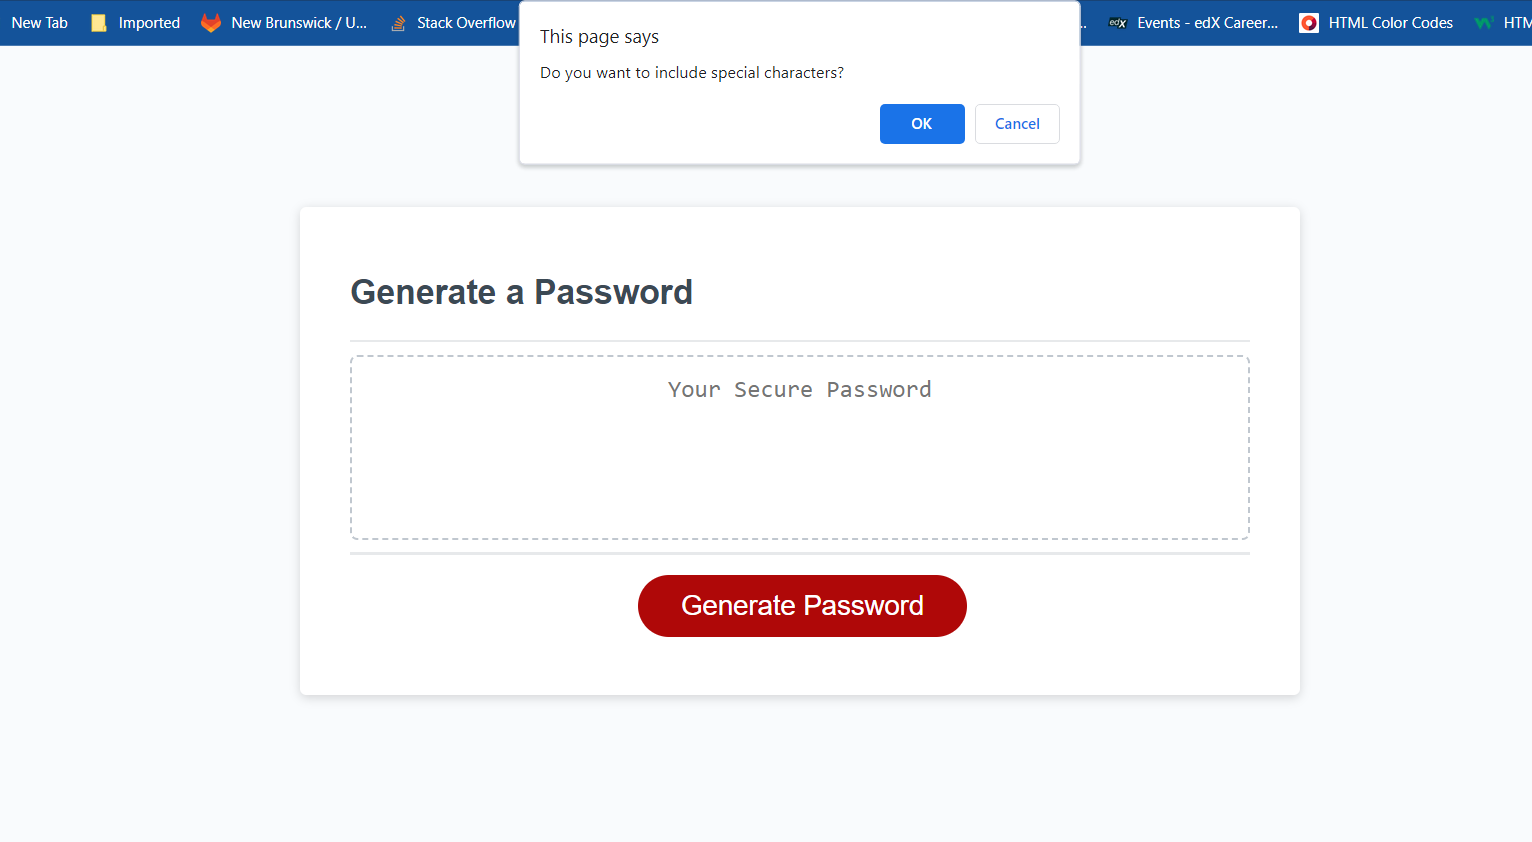 New Tab Imported New Brunswick / U... Stack Overflow ... edX Events - edX Career... HTML Color Codes HTM
This page says
Do you want to include special characters?
OK Cancel
Generate a Password
Your Secure Password
Generate Password